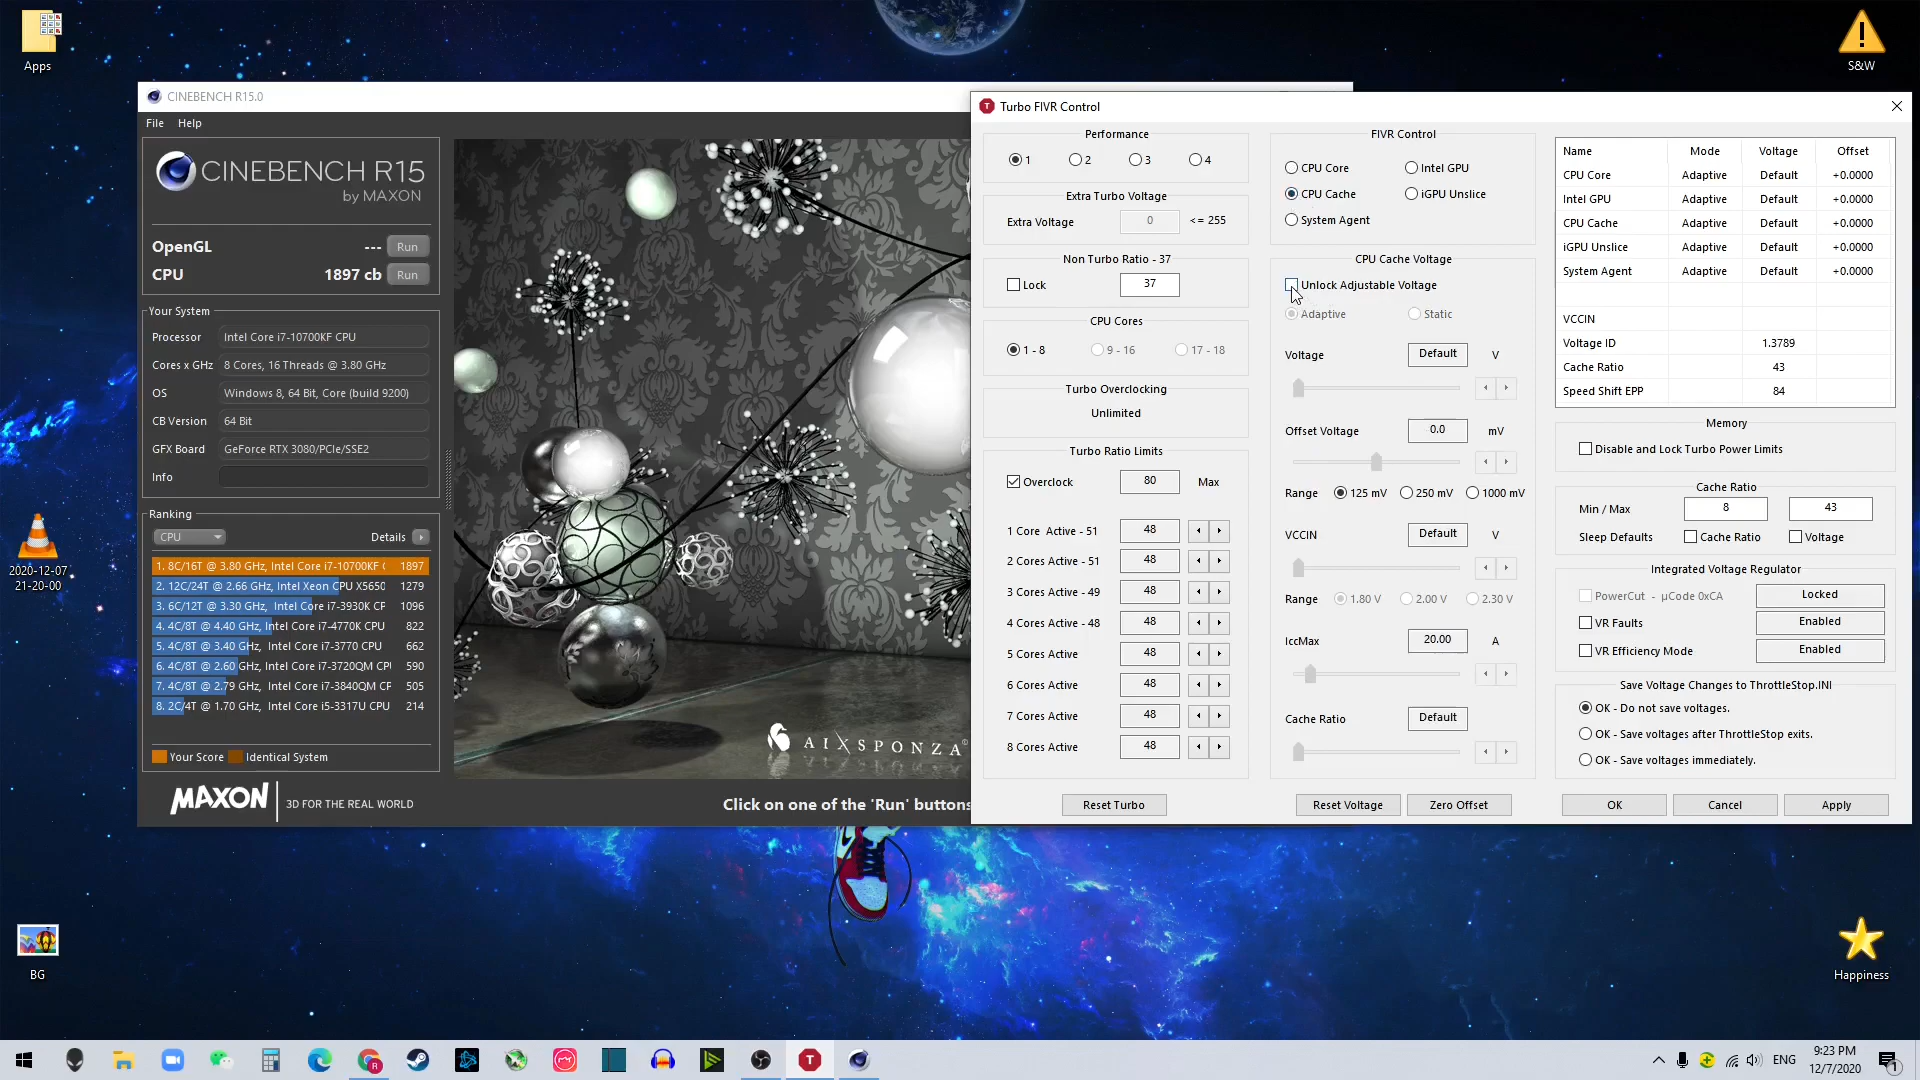 Apps
S&W
2020-12-07
21-20-00
BG
Happiness
CINEBENCH R15.0
File Help
CINEBENCH R15
by MAXON
OpenGL --- Run
CPU 1897 cb Run
Your System
Processor Intel Core i7-10700KF CPU
Cores x GHz 8 Cores, 16 Threads @ 3.80 GHz
OS Windows 8, 64 Bit, Core (build 9200)
CB Version 64 Bit
GFX Board GeForce RTX 3080/PCIe/SSE2
Info
Ranking
CPU Details
1. 8C/16T @ 3.80 GHz, Intel Core i7-10700KF ( 1897
2. 12C/24T @ 2.66 GHz, Intel Xeon CPU X5650 1279
3. 6C/12T @ 3.30 GHz, Intel Core i7-3930K CP 1096
4. 4C/8T @ 4.40 GHz, Intel Core i7-4770K CPU 822
5. 4C/8T @ 3.40 GHz, Intel Core i7-3770 CPU 662
6. 4C/8T @ 2.60 GHz, Intel Core i7-3720QM CPU 590
7. 4C/8T @ 2.79 GHz, Intel Core i7-3840QM CP 505
8. 2C/4T @ 1.70 GHz, Intel Core i5-3317U CPU 214
Your Score Identical System
MAXON 3D FOR THE REAL WORLD
AIXSPONZA
Click on one of the 'Run' buttons
Turbo FIVR Control
Performance
1 2 3 4
Extra Turbo Voltage
Extra Voltage 0 <= 255
Non Turbo Ratio - 37
Lock 37
CPU Cores
1 - 8 9 - 16 17 - 18
Turbo Overclocking
Unlimited
Turbo Ratio Limits
Overclock 80 Max
1 Core Active - 51 48
2 Cores Active - 51 48
3 Cores Active - 49 48
4 Cores Active - 48 48
5 Cores Active 48
6 Cores Active 48
7 Cores Active 48
8 Cores Active 48
Reset Turbo
FIVR Control
CPU Core Intel GPU
CPU Cache iGPU Unslice
System Agent
CPU Cache Voltage
Unlock Adjustable Voltage
Adaptive Static
Voltage Default V
Offset Voltage 0.0 mV
Range 125 mV 250 mV 1000 mV
VCCIN Default V
Range 1.80 V 2.00 V 2.30 V
IccMax 20.00 A
Cache Ratio Default
Reset Voltage Zero Offset
Name Mode Voltage Offset
CPU Core Adaptive Default +0.0000
Intel GPU Adaptive Default +0.0000
CPU Cache Adaptive Default +0.0000
iGPU Unslice Adaptive Default +0.0000
System Agent Adaptive Default +0.0000
VCCIN
Voltage ID 1.3789
Cache Ratio 43
Speed Shift EPP 84
Memory
Disable and Lock Turbo Power Limits
Cache Ratio
Min / Max 8 43
Sleep Defaults Cache Ratio Voltage
Integrated Voltage Regulator
PowerCut - µCode 0xCA Locked
VR Faults Enabled
VR Efficiency Mode Enabled
Save Voltage Changes to ThrottleStop.INI
OK - Do not save voltages.
OK - Save voltages after ThrottleStop exits.
OK - Save voltages immediately.
OK Cancel Apply
ENG
9:23 PM
12/7/2020
1